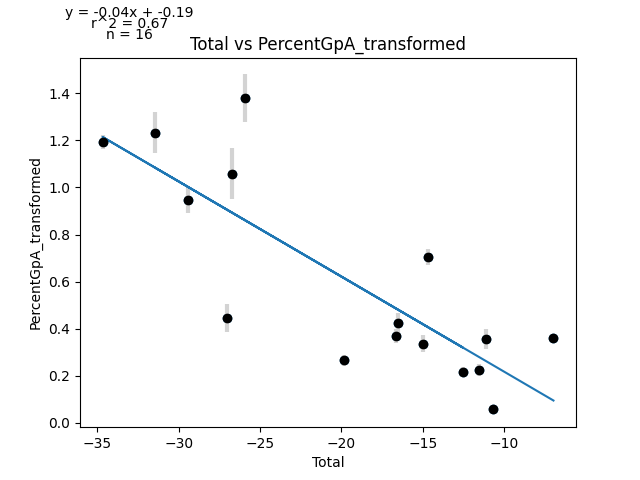 y = -0.04x + -0.19
r^2 = 0.67
n = 16
Total vs PercentGpA_transformed
PercentGpA_transformed
1.4
1.2
1.0
0.8
0.6
0.4
0.2
0.0
−35 −30 −25 −20 −15 −10
Total